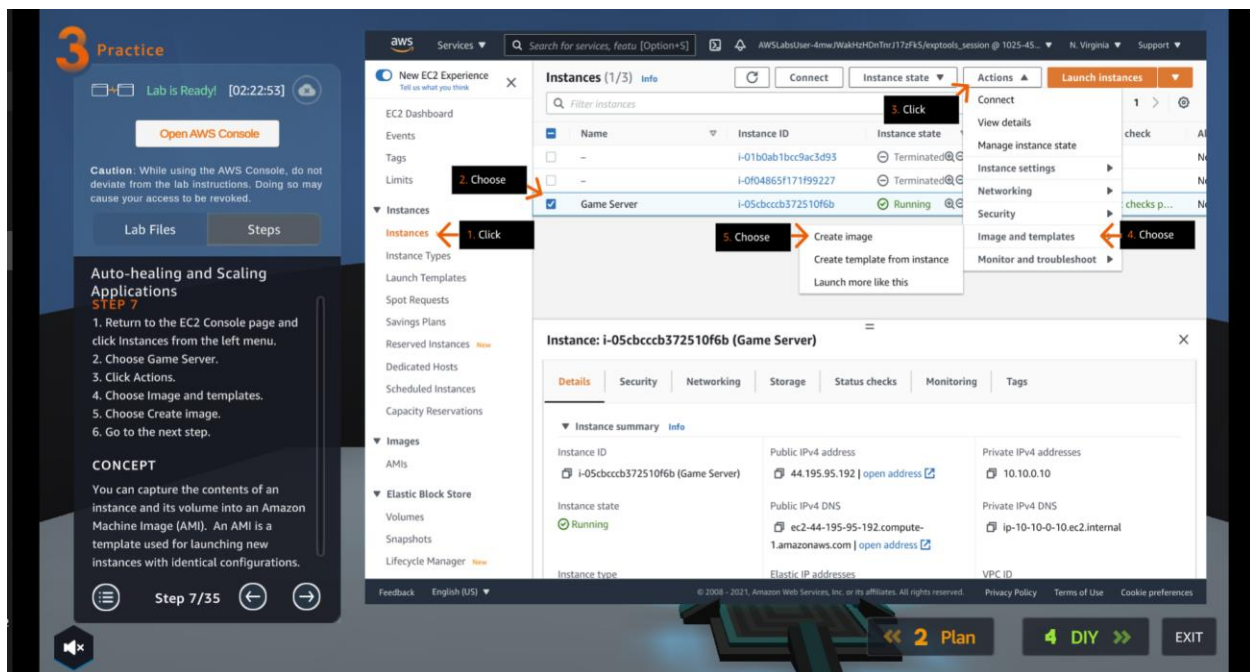 3 Practice
Lab is Ready! [02:22:53]
Open AWS Console
Caution: While using the AWS Console, do not
deviate from the lab instructions. Doing so may
cause your access to be revoked.
Lab Files Steps
Auto-healing and Scaling
Applications
STEP 7
1. Return to the EC2 Console page and
click Instances from the left menu.
2. Choose Game Server.
3. Click Actions.
4. Choose Image and templates.
5. Choose Create image.
6. Go to the next step.
CONCEPT
You can capture the contents of an
instance and its volume into an Amazon
Machine Image (AMI). An AMI is a
template used for launching new
instances with identical configurations.
Step 7/35
aws Services Search for services, featu [Option+S] N. Virginia Support
New EC2 Experience
Tell us what you think
EC2 Dashboard
Events
Tags
Limits
2. Choose
Instances
Instances
1. Click
Instance Types
Launch Templates
Spot Requests
Savings Plans
Reserved Instances New
Dedicated Hosts
Scheduled Instances
Capacity Reservations
Images
AMIs
Elastic Block Store
Volumes
Snapshots
Lifecycle Manager New
Instances (1/3) Info Connect Instance state Actions Launch instances
Filter instances 3. Click 1
Name Instance ID Instance state check Al
– i-01b0ab1bcc9ac3d93 Terminated No
– i-0f04865f171f99227 Terminated No
Game Server i-05cbcccb372510f6b Running checks p... No
Connect
View details
Manage instance state
Instance settings
Networking
Security
Image and templates 4. Choose
Monitor and troubleshoot
5. Choose Create image
Create template from instance
Launch more like this
Instance: i-05cbcccb372510f6b (Game Server)
Details Security Networking Storage Status checks Monitoring Tags
Instance summary Info
Instance ID Public IPv4 address Private IPv4 addresses
i-05cbcccb372510f6b (Game Server) 44.195.95.192 | open address 10.10.0.10
Instance state Public IPv4 DNS Private IPv4 DNS
Running ec2-44-195-95-192.compute- ip-10-10-0-10.ec2.internal
1.amazonaws.com | open address
Instance type Elastic IP addresses VPC ID
Feedback English (US) © 2008 - 2021, Amazon Web Services, Inc. or its affiliates. All rights reserved. Privacy Policy Terms of Use Cookie preferences
2 Plan 4 DIY EXIT